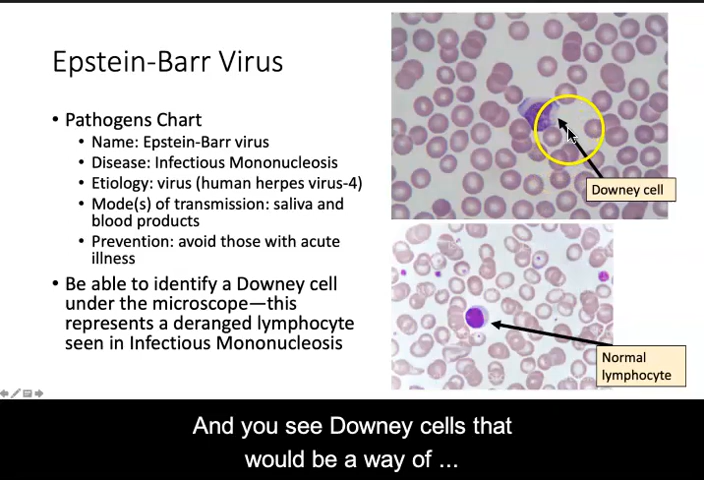 Epstein-Barr Virus
• Pathogens Chart
• Name: Epstein-Barr virus
• Disease: Infectious Mononucleosis
• Etiology: virus (human herpes virus-4)
• Mode(s) of transmission: saliva and
blood products
• Prevention: avoid those with acute
illness
• Be able to identify a Downey cell
under the microscope—this
represents a deranged lymphocyte
seen in Infectious Mononucleosis
Downey cell
Normal
lymphocyte
And you see Downey cells that
would be a way of ...